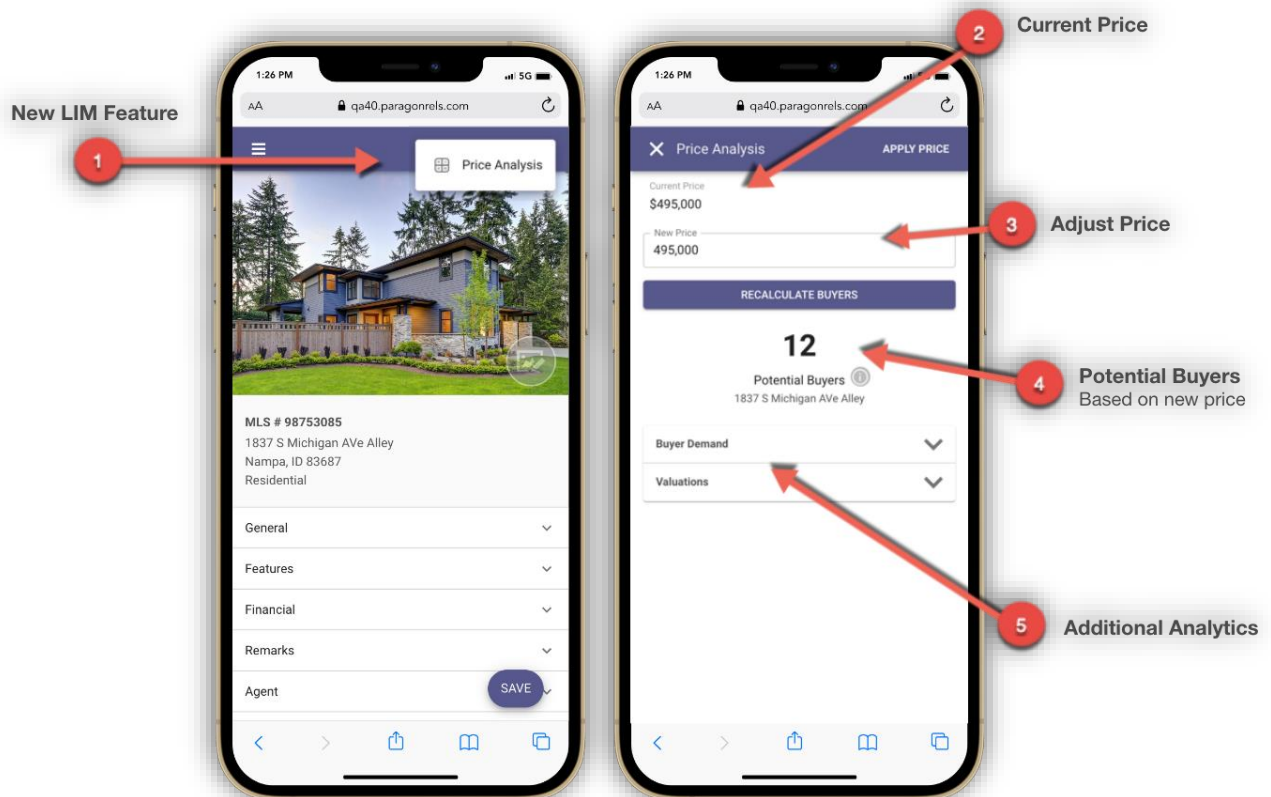 New LIM Feature
1
1:26 PM
5G
AA
qa40.paragonrels.com
Price Analysis
MLS # 98753085
1837 S Michigan AVe Alley
Nampa, ID 83687
Residential
General
Features
Financial
Remarks
Agent
SAVE
2
Current Price
1:26 PM
AA
qa40.paragonrels.com
Price Analysis
APPLY PRICE
Current Price
$495,000
New Price
495,000
3
Adjust Price
RECALCULATE BUYERS
12
Potential Buyers
1837 S Michigan AVe Alley
4
Potential Buyers
Based on new price
Buyer Demand
Valuations
5
Additional Analytics